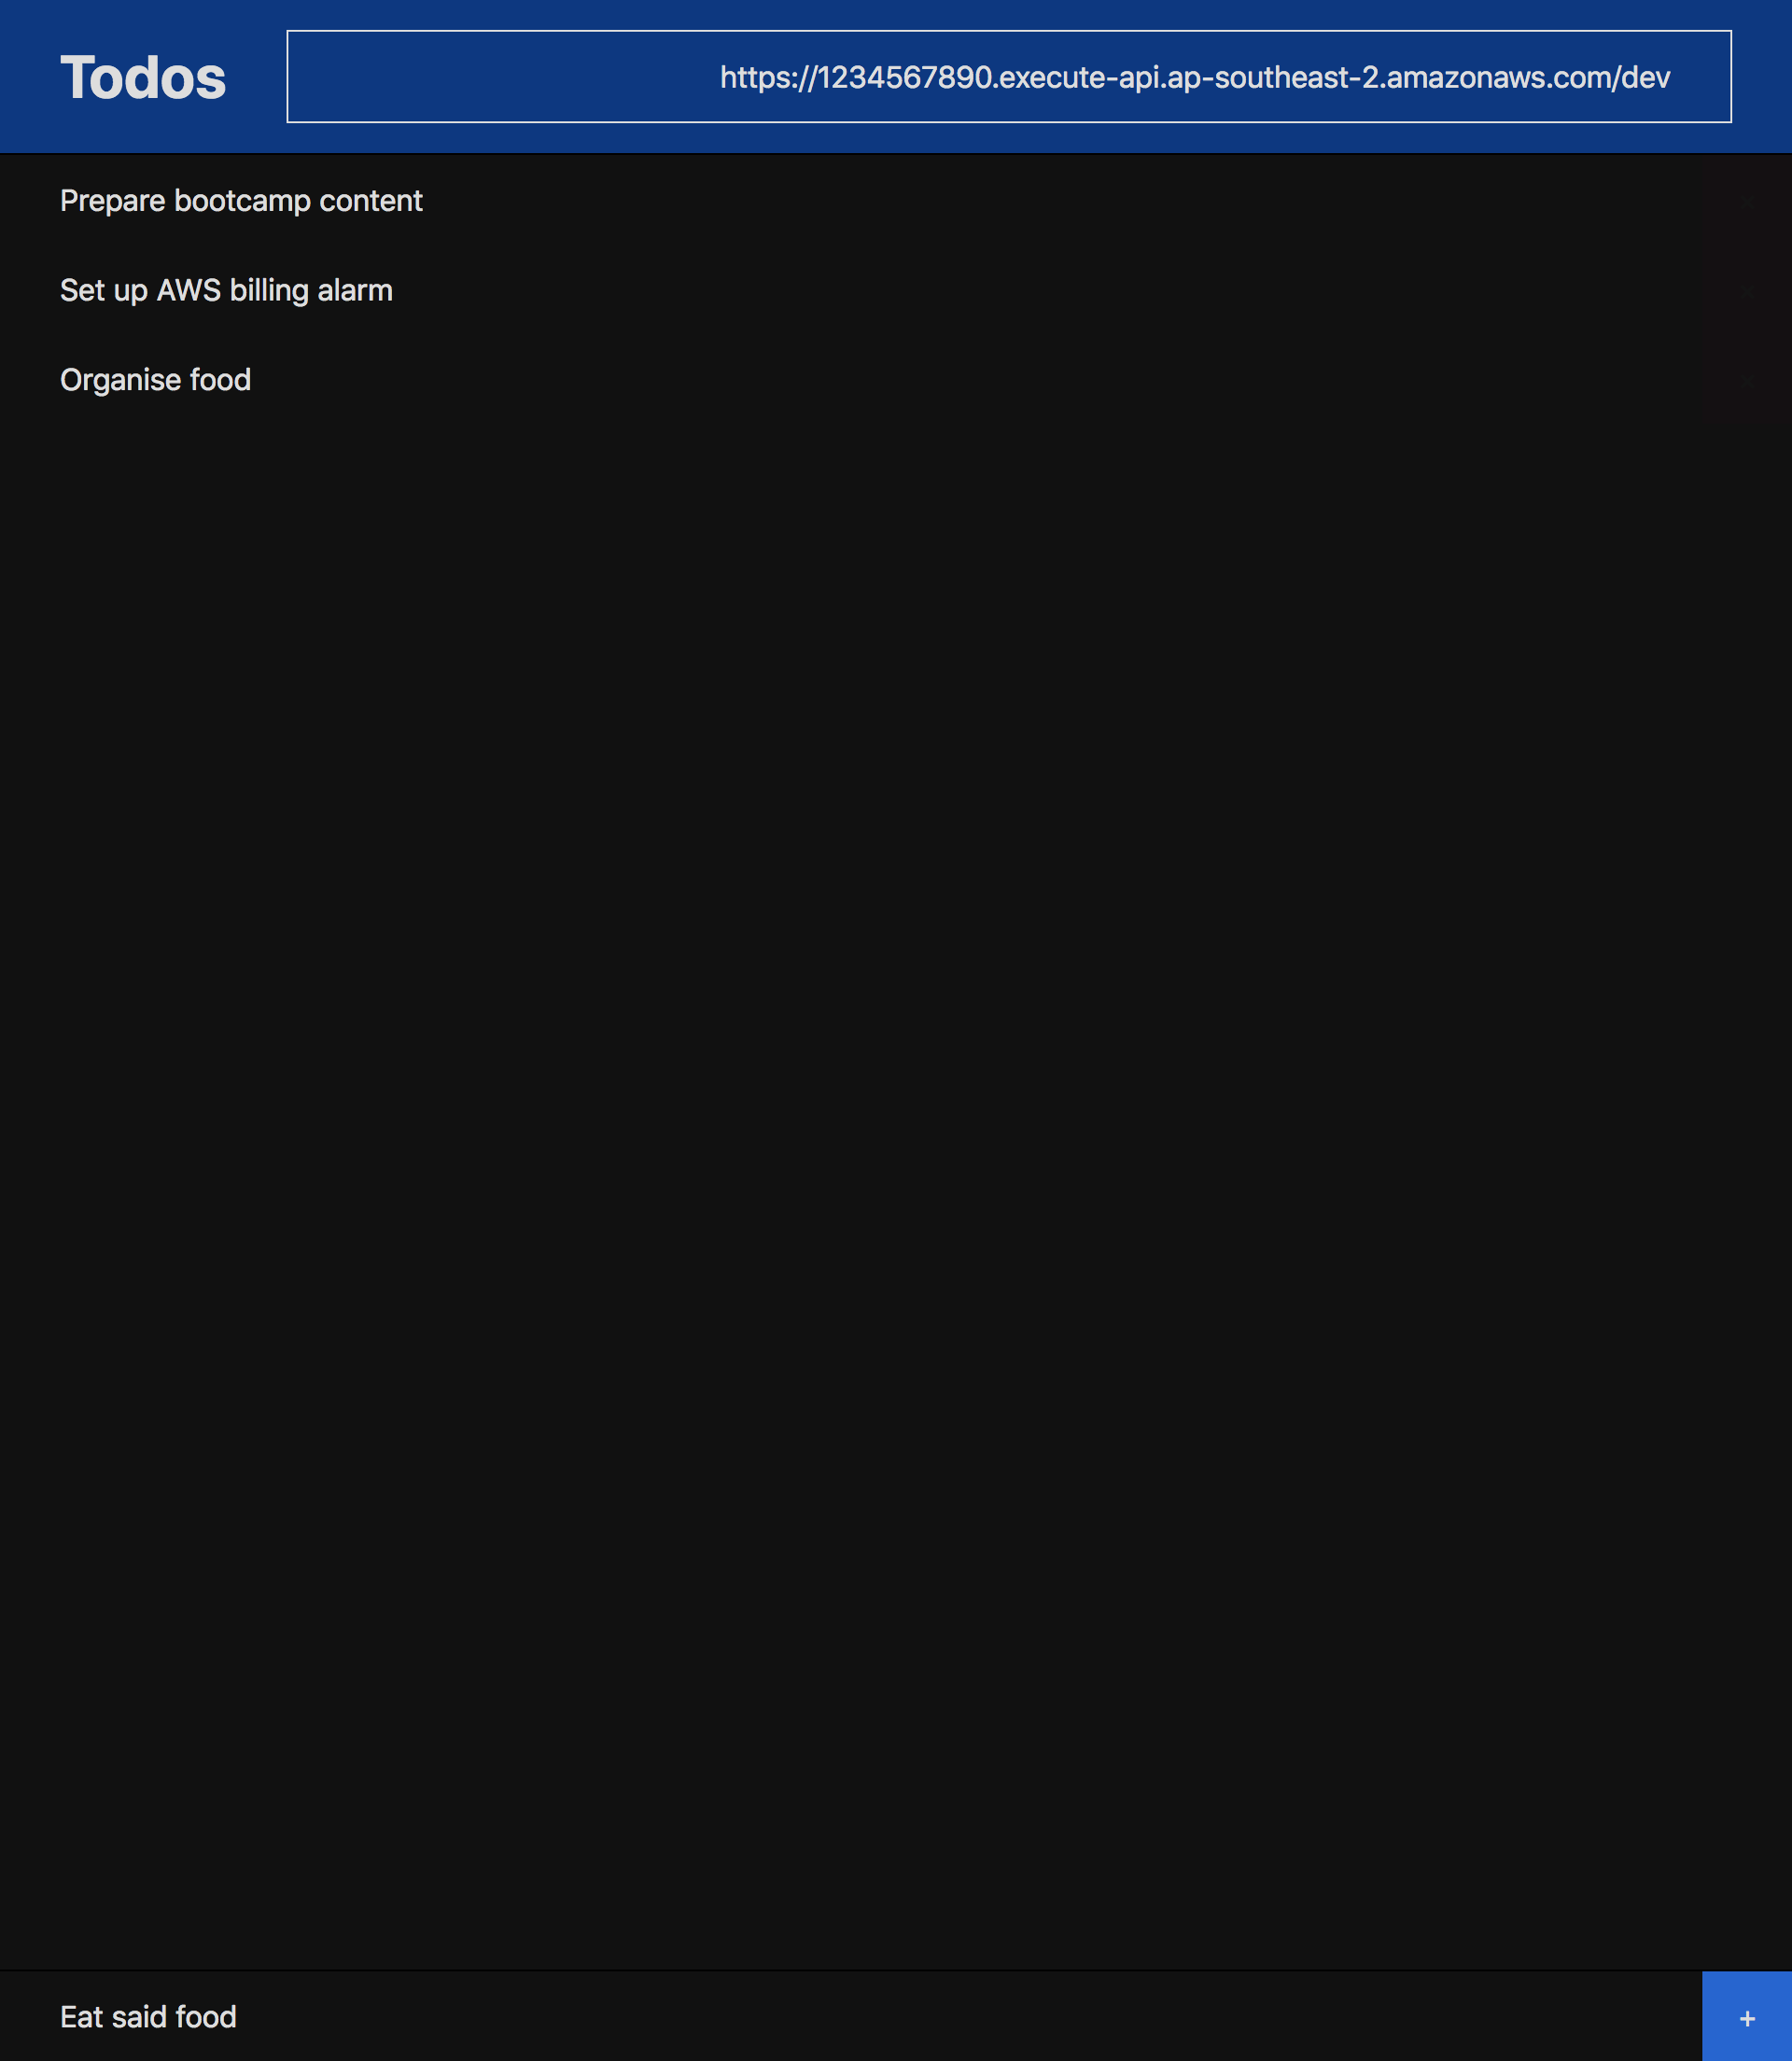 Todos
https://1234567890.execute-api.ap-southeast-2.amazonaws.com/dev
Prepare bootcamp content
Set up AWS billing alarm
Organise food
Eat said food
+